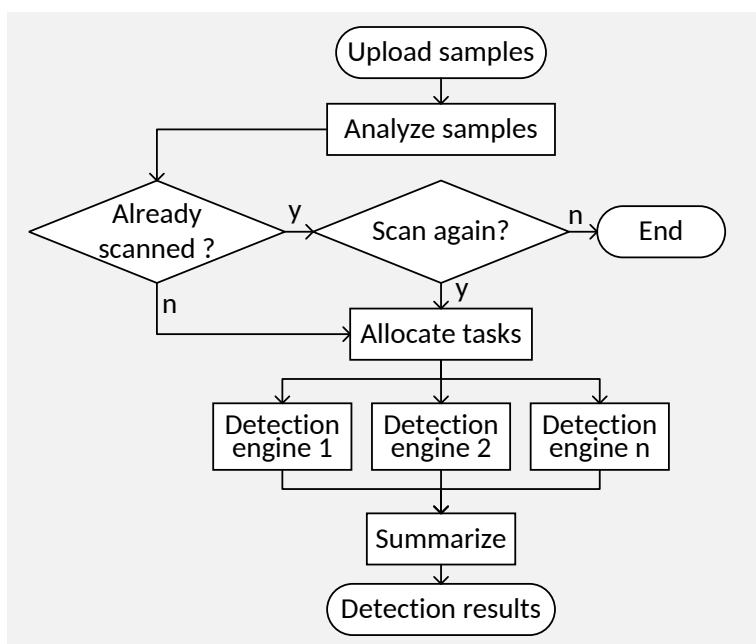 Upload samples
Analyze samples
Already
scanned ?
y
Scan again?
n
End
n
y
Allocate tasks
Detection
engine 1
Detection
engine 2
Detection
engine n
Summarize
Detection results